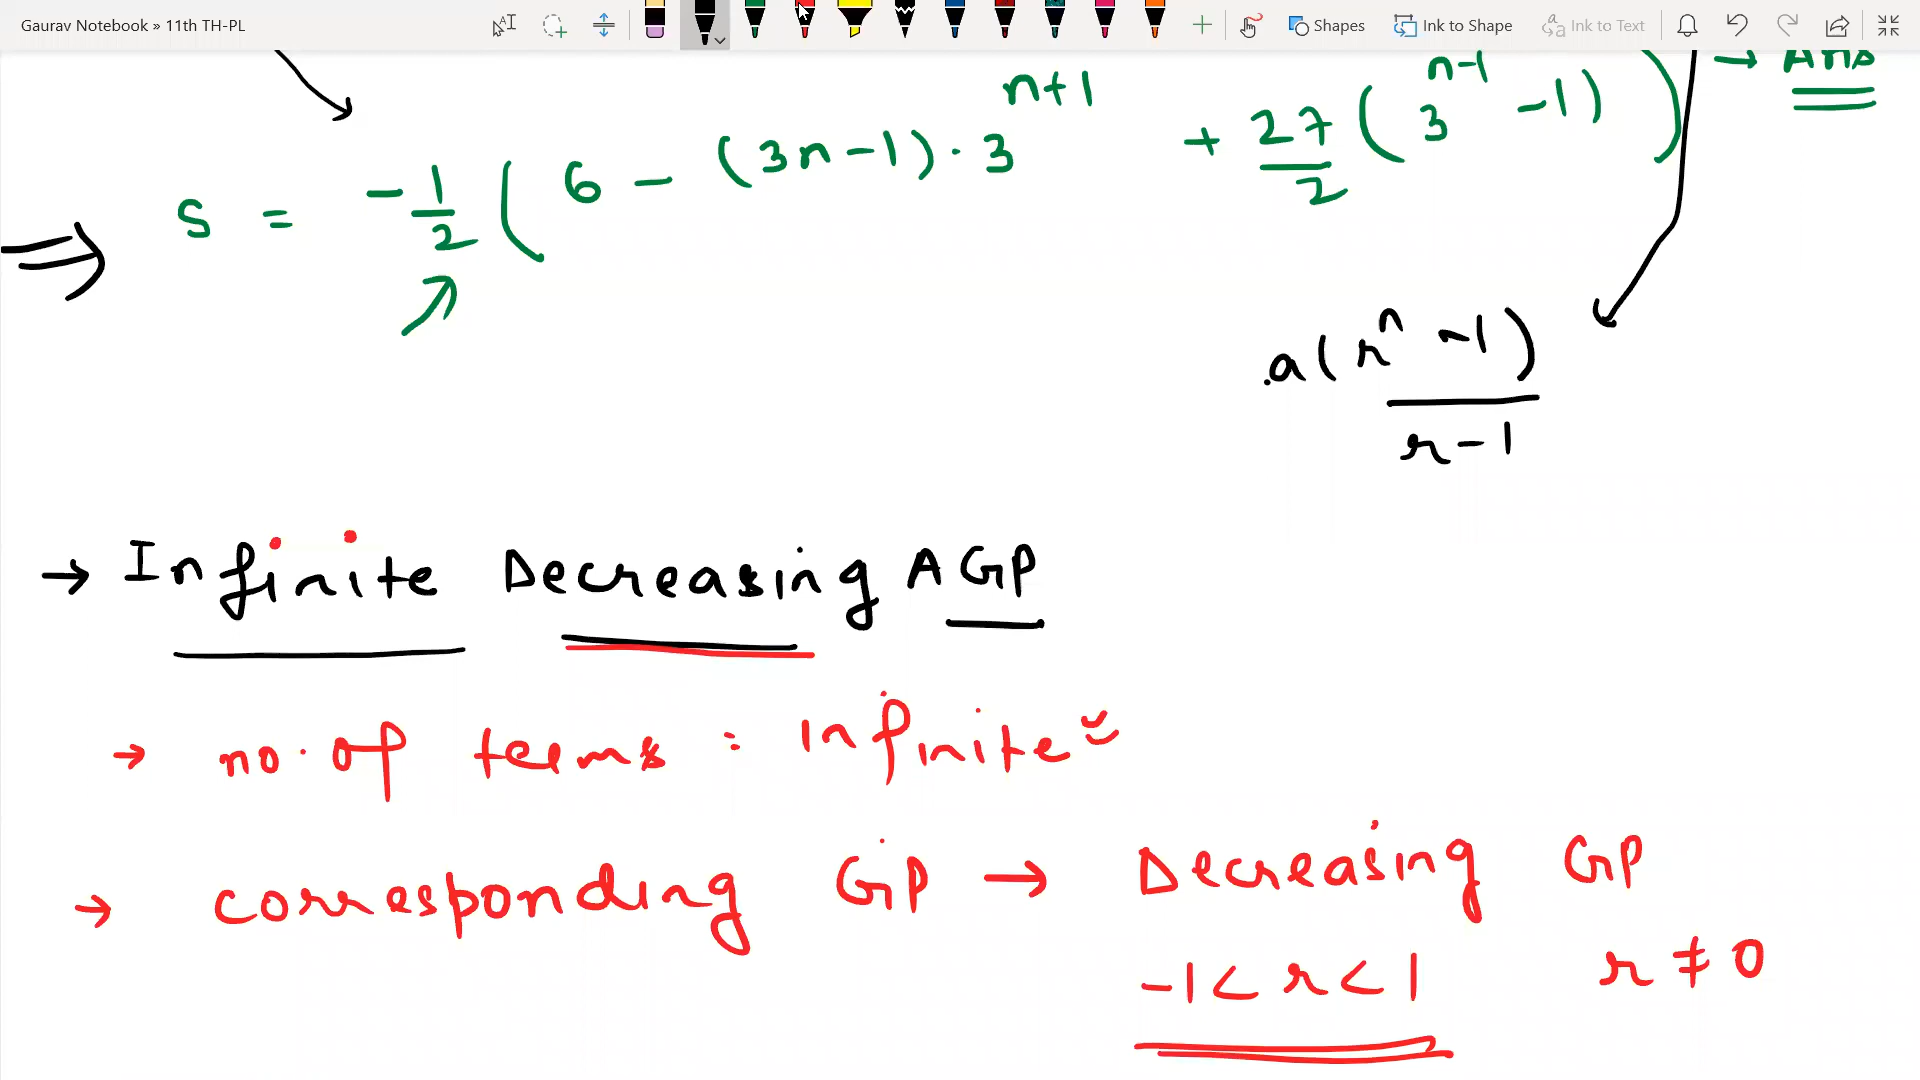 Gaurav Notebook » 11th TH-PL
Shapes
Ink to Shape
Ink to Text
→ Ans
⇒ S = -1/2 ( 6 - (3n-1)·3^(n+1) + 27/2 (3^(n-1) -1) )
a(r^n -1)
r-1
→ Infinite Decreasing AGP
→ no. of terms : infinite
→ corresponding GP → Decreasing GP
-1 < r < 1 r ≠ 0